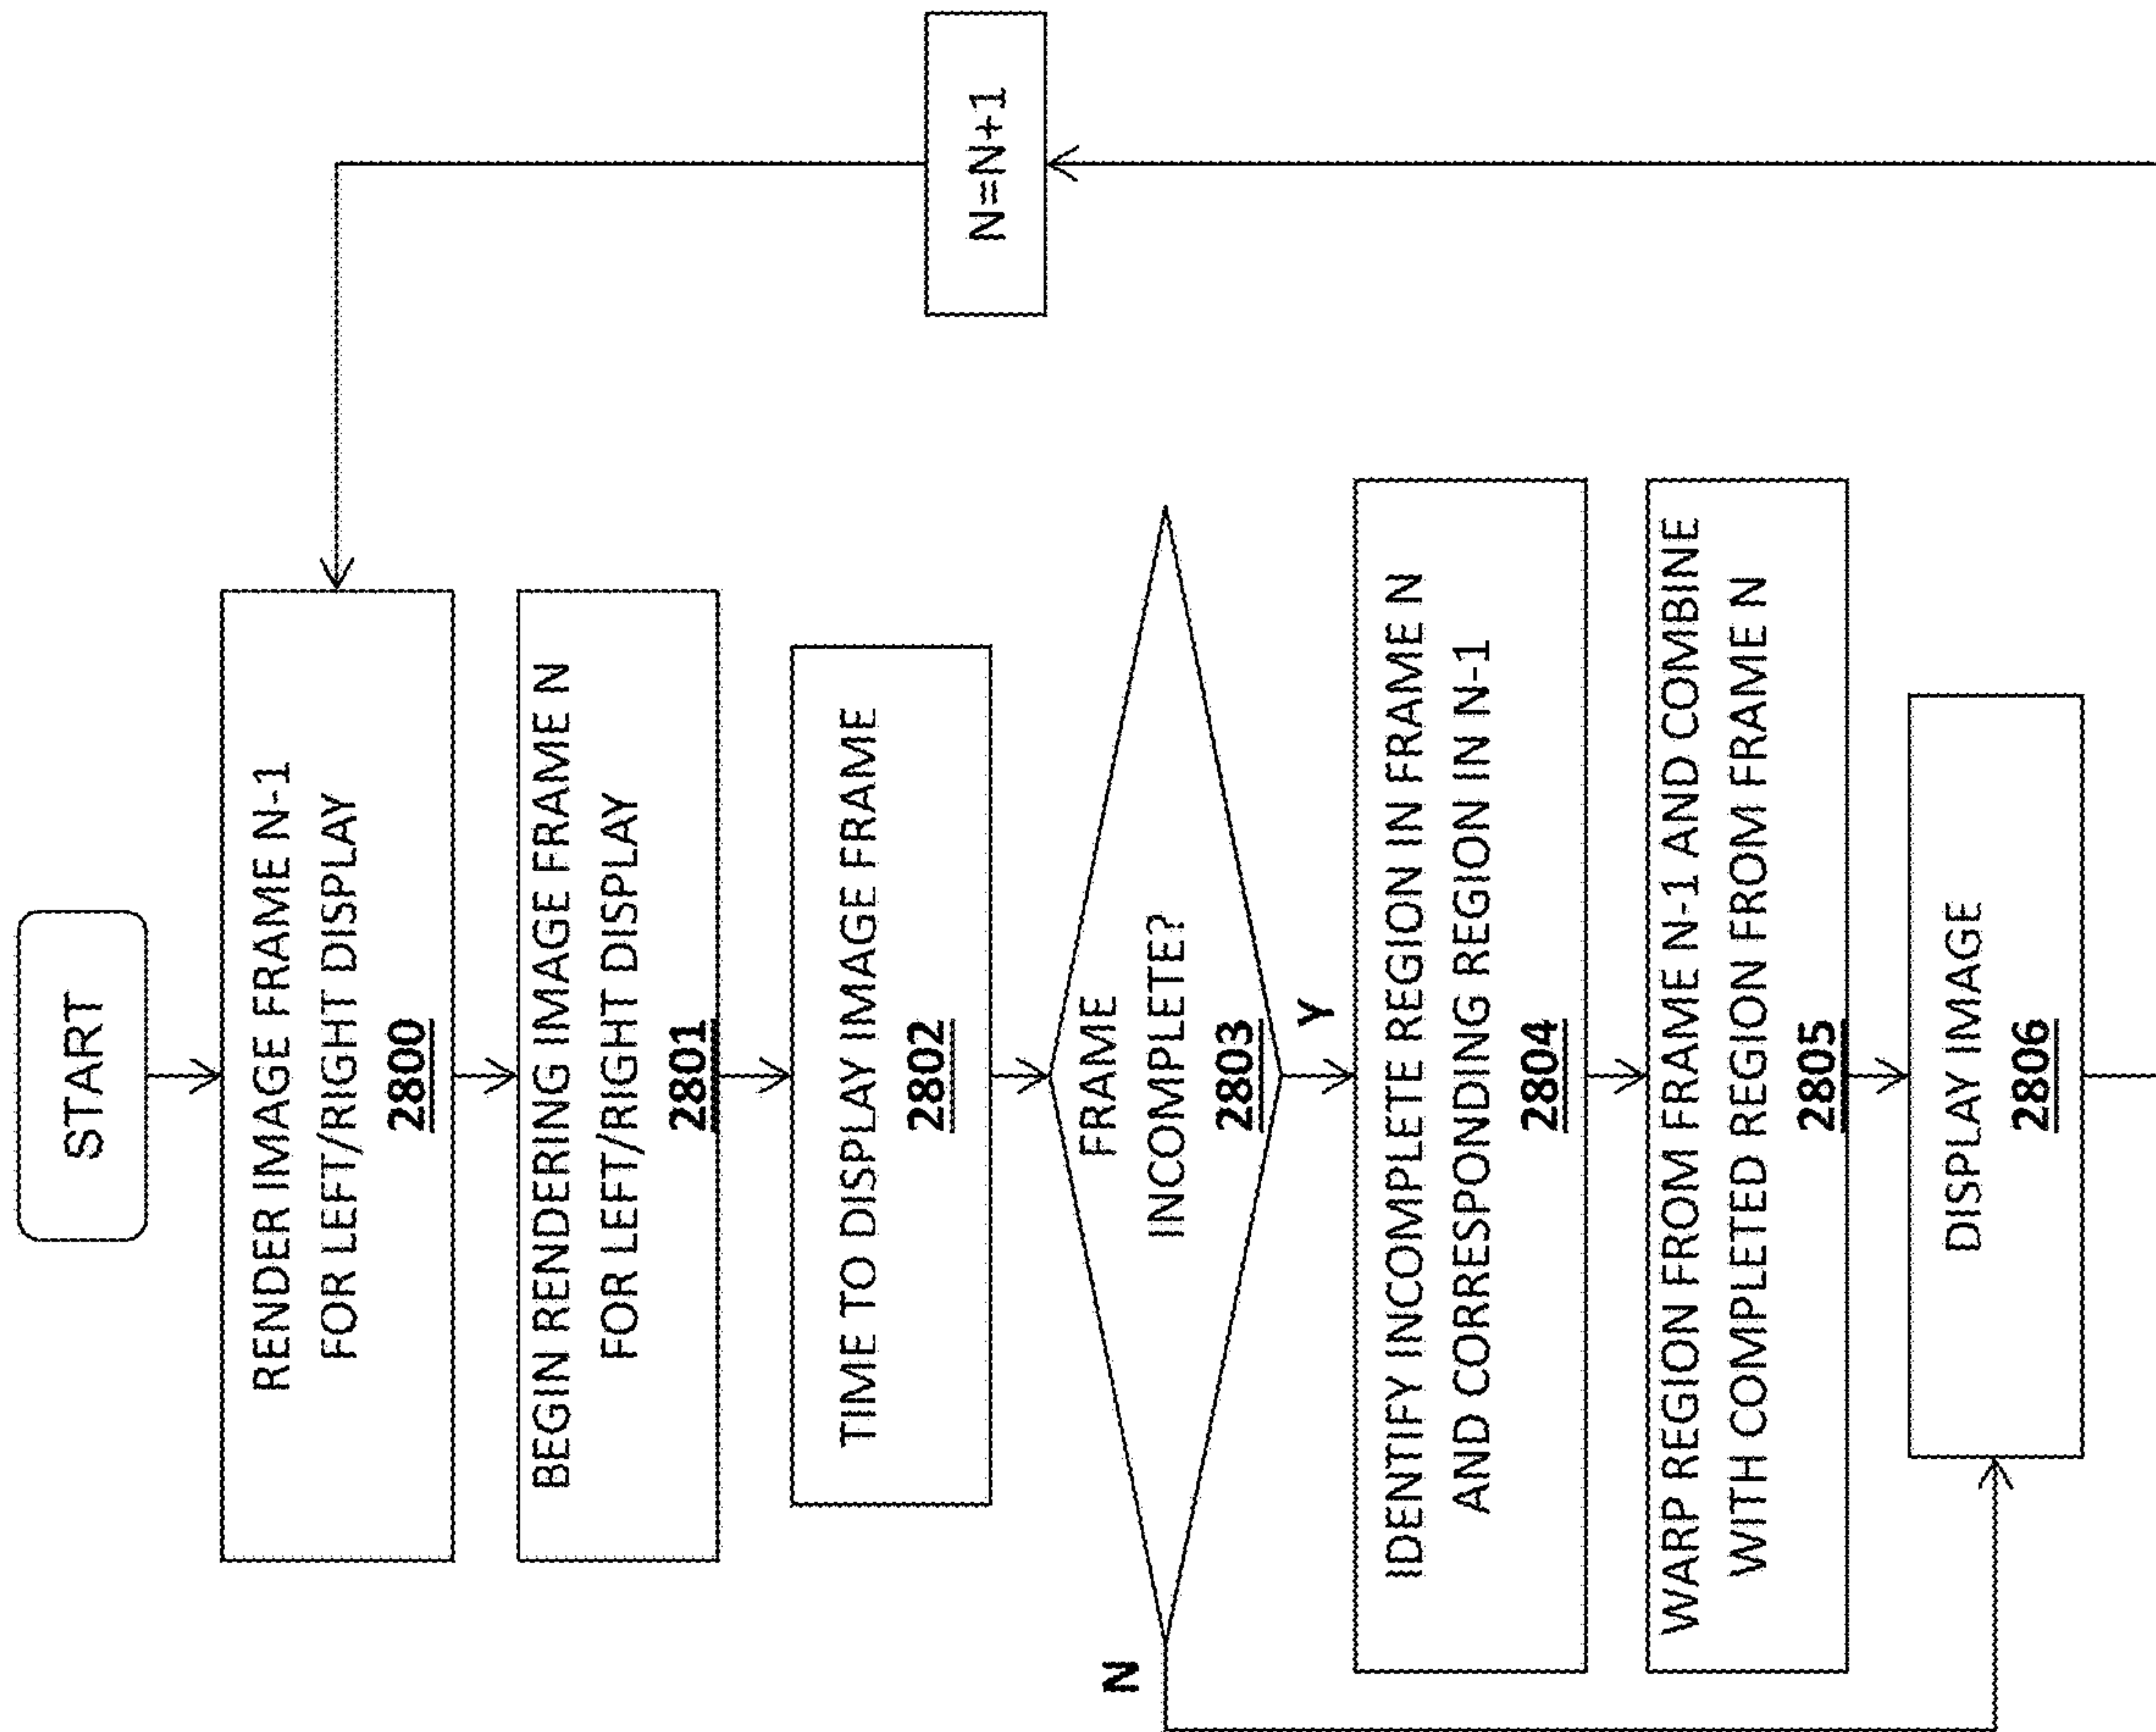 START
RENDER IMAGE FRAME N-1
FOR LEFT/RIGHT DISPLAY
2800
BEGIN RENDERING IMAGE FRAME N
FOR LEFT/RIGHT DISPLAY
2801
TIME TO DISPLAY IMAGE FRAME
2802
FRAME
INCOMPLETE?
2803
N
Y
IDENTIFY INCOMPLETE REGION IN FRAME N
AND CORRESPONDING REGION IN N-1
2804
WARP REGION FROM FRAME N-1 AND COMBINE
WITH COMPLETED REGION FROM FRAME N
2805
DISPLAY IMAGE
2806
N=N+1